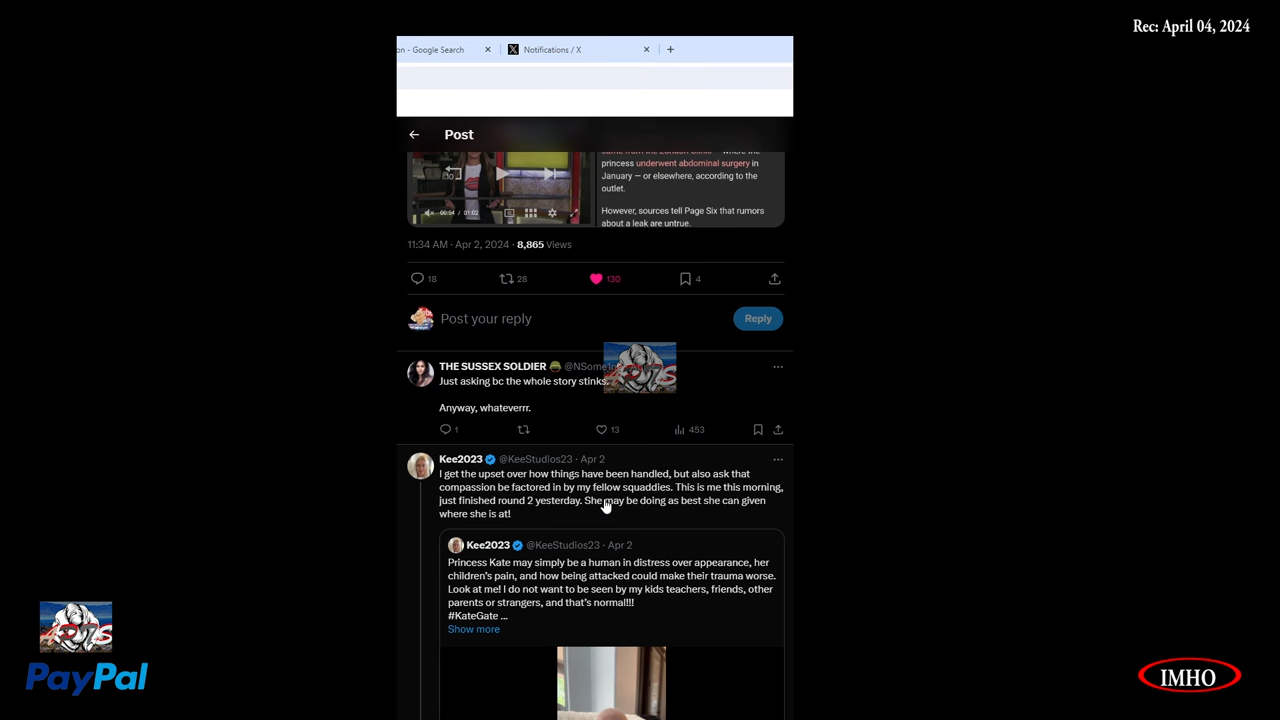 Rec: April 04, 2024
on - Google Search
Notifications / X
Post
princess underwent abdominal surgery in
January — or elsewhere, according to the
outlet.
However, sources tell Page Six that rumors
about a leak are untrue.
10
00:54 / 01:02
11:34 AM · Apr 2, 2024 · 8,865 Views
18
28
130
4
Post your reply
Reply
THE SUSSEX SOLDIER
Just asking bc the whole story stinks.
Anyway, whateverrr.
1
13
453
Kee2023 @KeeStudios23 · Apr 2
I get the upset over how things have been handled, but also ask that
compassion be factored in by my fellow squaddies. This is me this morning,
just finished round 2 yesterday. She may be doing as best she can given
where she is at!
Kee2023 @KeeStudios23 · Apr 2
Princess Kate may simply be a human in distress over appearance, her
children's pain, and how being attacked could make their trauma worse.
Look at me! I do not want to be seen by my kids teachers, friends, other
parents or strangers, and that's normal!!!
#KateGate ...
Show more
PayPal
IMHO